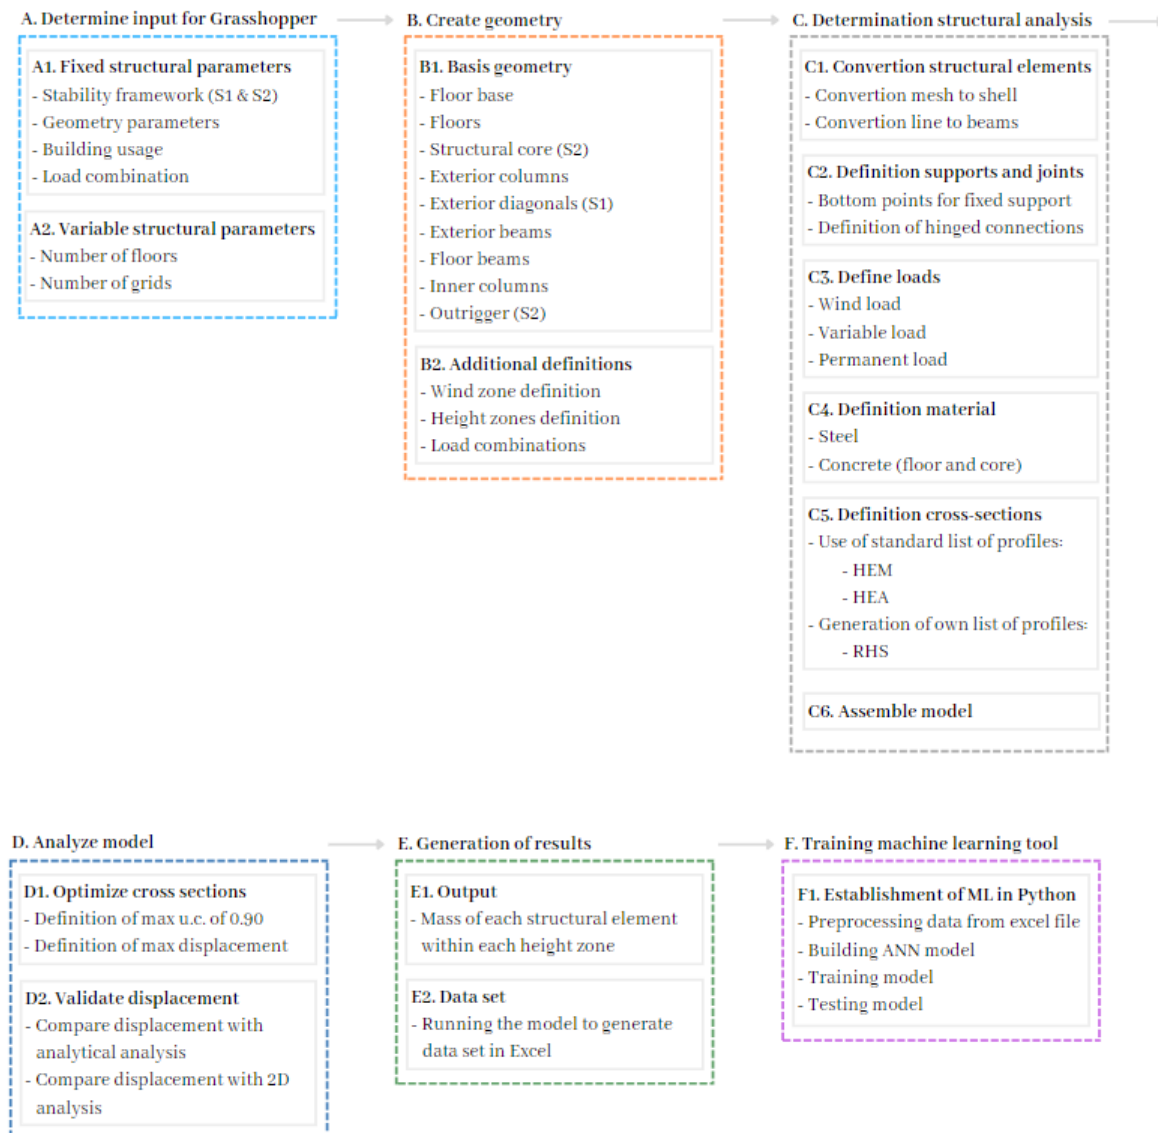 A. Determine input for Grasshopper
A1. Fixed structural parameters
- Stability framework (S1 & S2)
- Geometry parameters
- Building usage
- Load combination
A2. Variable structural parameters
- Number of floors
- Number of grids
B. Create geometry
B1. Basis geometry
- Floor base
- Floors
- Structural core (S2)
- Exterior columns
- Exterior diagonals (S1)
- Exterior beams
- Floor beams
- Inner columns
- Outrigger (S2)
B2. Additional definitions
- Wind zone definition
- Height zones definition
- Load combinations
C. Determination structural analysis
C1. Convertion structural elements
- Convertion mesh to shell
- Convertion line to beams
C2. Definition supports and joints
- Bottom points for fixed support
- Definition of hinged connections
C3. Define loads
- Wind load
- Variable load
- Permanent load
C4. Definition material
- Steel
- Concrete (floor and core)
C5. Definition cross-sections
- Use of standard list of profiles:
- HEM
- HEA
- Generation of own list of profiles:
- RHS
C6. Assemble model
D. Analyze model
D1. Optimize cross sections
- Definition of max u.c. of 0.90
- Definition of max displacement
D2. Validate displacement
- Compare displacement with
analytical analysis
- Compare displacement with 2D
analysis
E. Generation of results
E1. Output
- Mass of each structural element
within each height zone
E2. Data set
- Running the model to generate
data set in Excel
F. Training machine learning tool
F1. Establishment of ML in Python
- Preprocessing data from excel file
- Building ANN model
- Training model
- Testing model